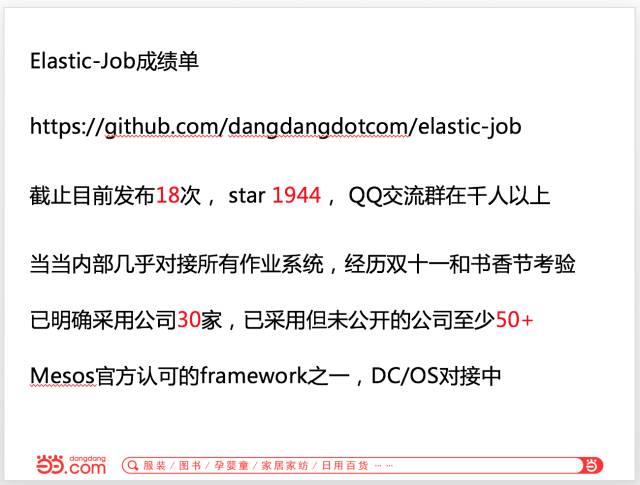 Elastic-Job成绩单
https://github.com/dangdangdotcom/elastic-job
截止目前发布18次， star 1944， QQ交流群在千人以上
当当内部几乎对接所有作业系统，经历双十一和书香节考验
已明确采用公司30家，已采用但未公开的公司至少50+
Mesos官方认可的framework之一，DC/OS对接中
当当 dangdang .com
服装 / 图书 / 孕婴童 / 家居家纺 / 日用百货 ··· ···
当